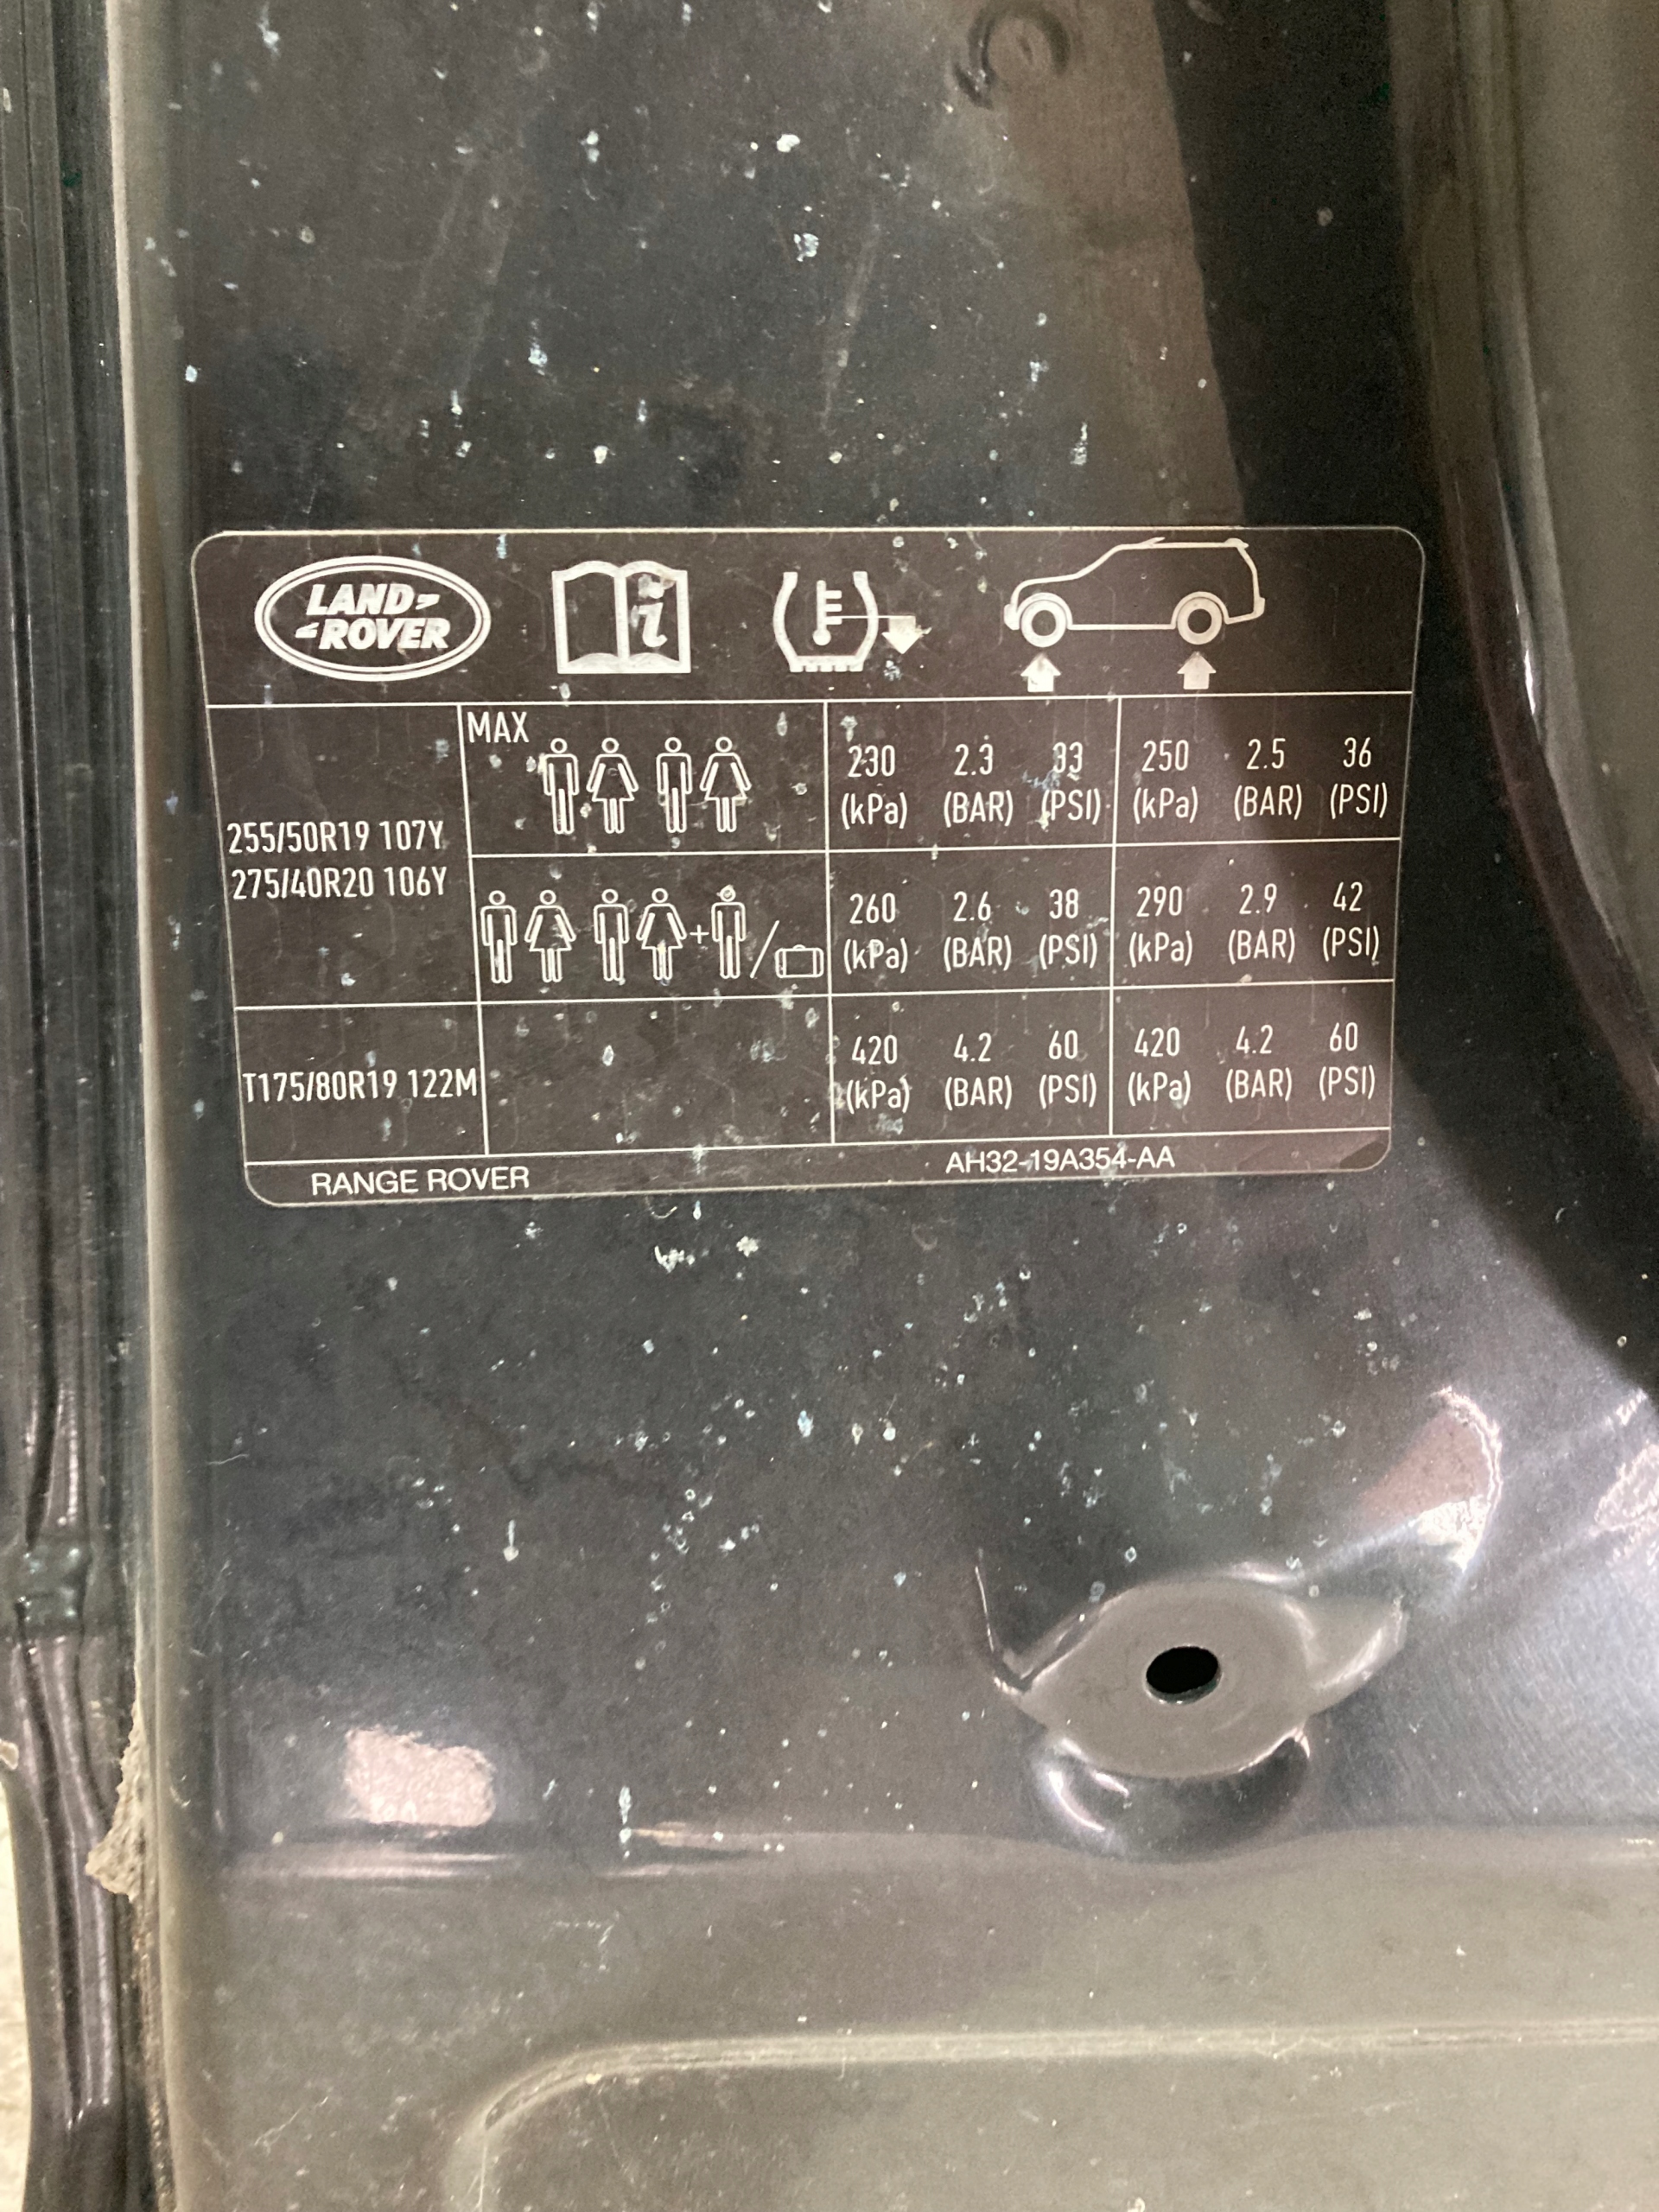 LAND-
-ROVER
i
MAX
255/50R19 107Y
275/40R20 106Y
230 2.3 33 250 2.5 36
(kPa) (BAR) (PSI) (kPa) (BAR) (PSI)
+ /
260 2.6 38 290 2.9 42
(kPa) (BAR) (PSI) (kPa) (BAR) (PSI)
T175/80R19 122M
420 4.2 60 420 4.2 60
(kPa) (BAR) (PSI) (kPa) (BAR) (PSI)
RANGE ROVER
AH32-19A354-AA